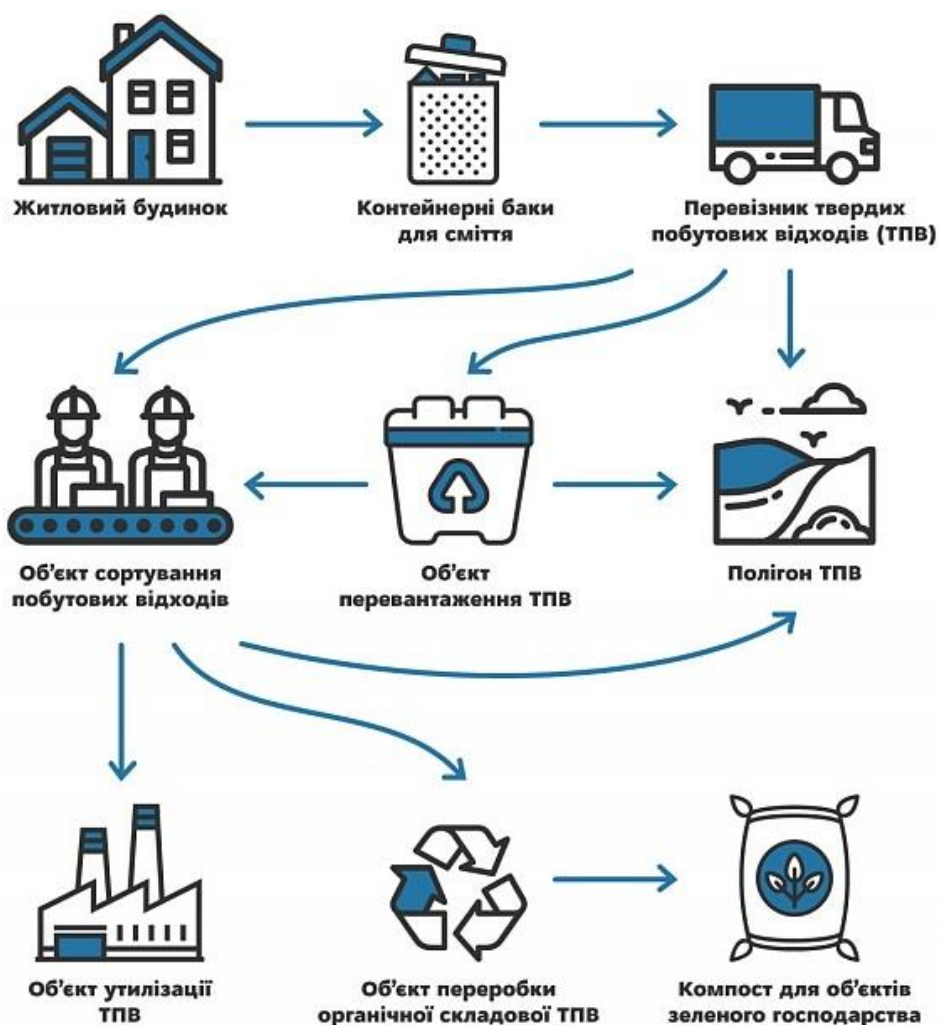 Житловий будинок
Контейнерні баки
для сміття
Перевізник твердих
побутових відходів (ТПВ)
Об’єкт сортування
побутових відходів
Об’єкт
перевантаження ТПВ
Полігон ТПВ
Об’єкт утилізації
ТПВ
Об’єкт переробки
органічної складової ТПВ
Компост для об’єктів
зеленого господарства